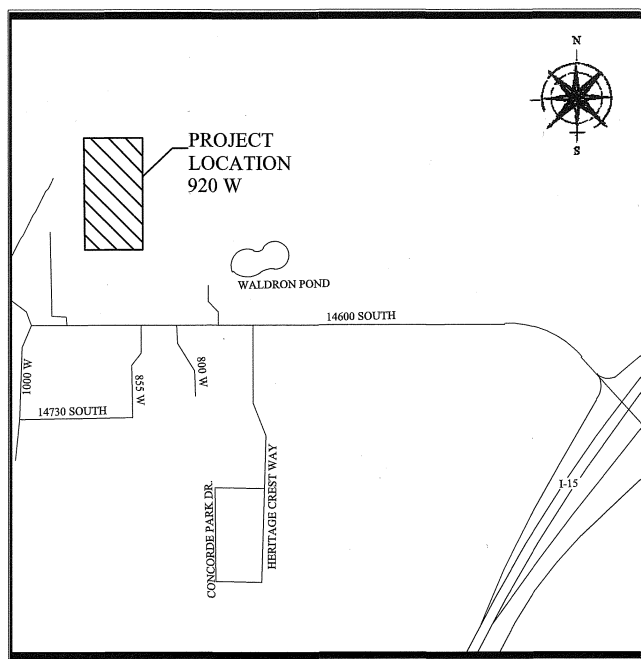 N
S
PROJECT
LOCATION
920 W
WALDRON POND
14600 SOUTH
1000 W
855 W
800 W
14730 SOUTH
I-15
CONCORDE PARK DR.
HERITAGE CREST WAY